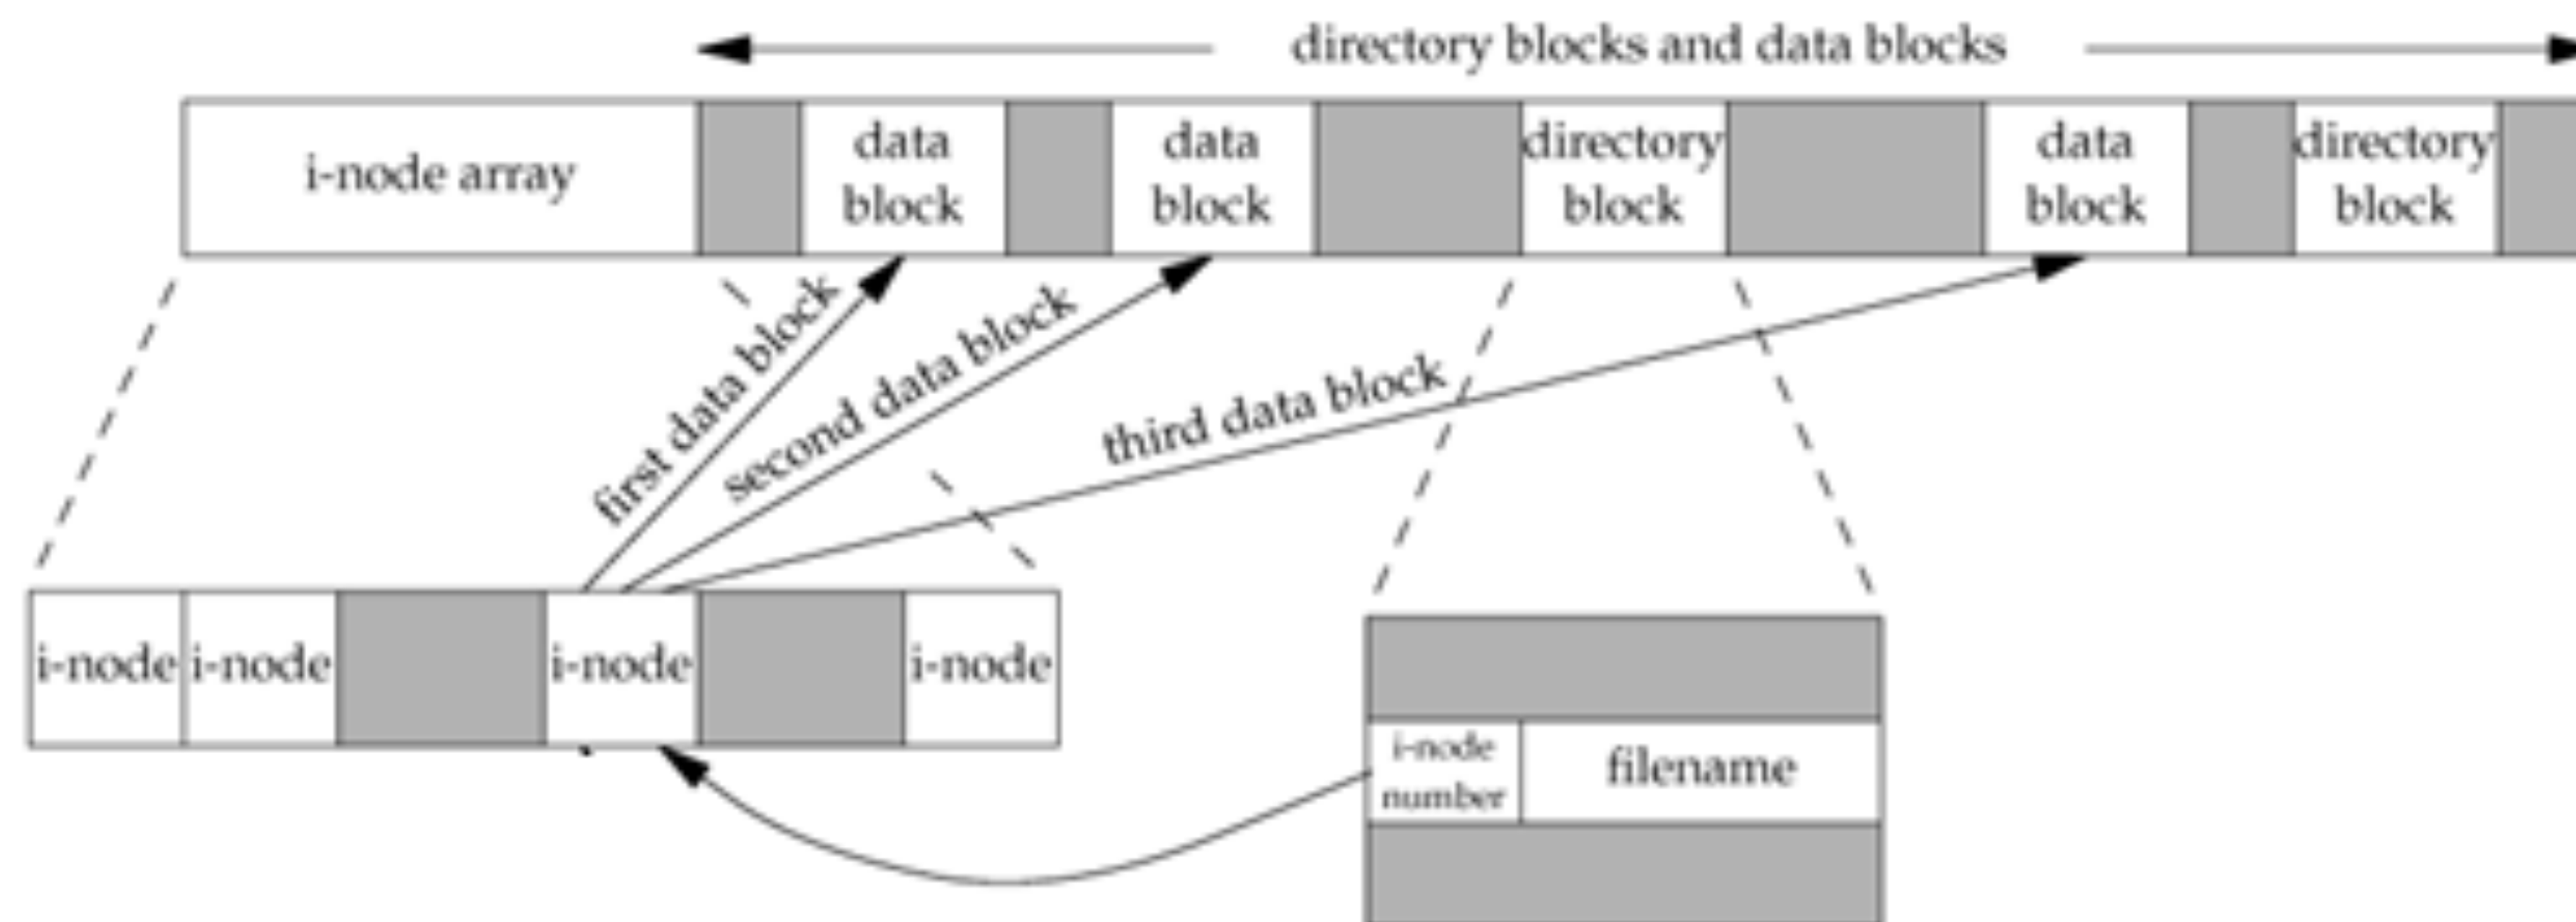 directory blocks and data blocks
i-node array
data
block
data
block
directory
block
data
block
directory
block
first data block
second data block
third data block
i-node
i-node
i-node
i-node
i-node
number
filename